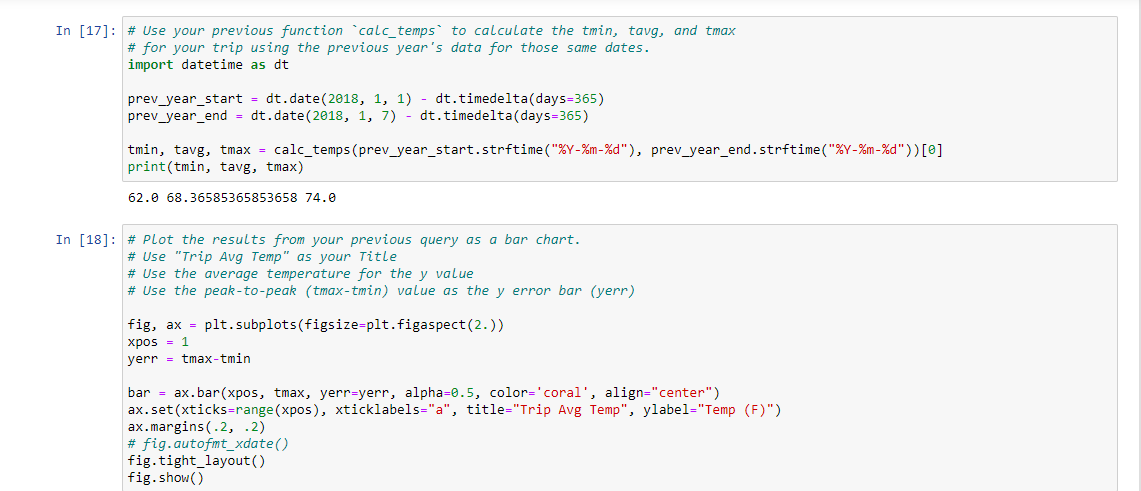 In [17]: # Use your previous function `calc_temps` to calculate the tmin, tavg, and tmax
# for your trip using the previous year's data for those same dates.
import datetime as dt
prev_year_start = dt.date(2018, 1, 1) - dt.timedelta(days=365)
prev_year_end = dt.date(2018, 1, 7) - dt.timedelta(days=365)
tmin, tavg, tmax = calc_temps(prev_year_start.strftime("%Y-%m-%d"), prev_year_end.strftime("%Y-%m-%d"))[0]
print(tmin, tavg, tmax)
62.0 68.36585365853658 74.0
In [18]: # Plot the results from your previous query as a bar chart.
# Use "Trip Avg Temp" as your Title
# Use the average temperature for the y value
# Use the peak-to-peak (tmax-tmin) value as the y error bar (yerr)
fig, ax = plt.subplots(figsize=plt.figaspect(2.))
xpos = 1
yerr = tmax-tmin
bar = ax.bar(xpos, tmax, yerr=yerr, alpha=0.5, color='coral', align="center")
ax.set(xticks=range(xpos), xticklabels="a", title="Trip Avg Temp", ylabel="Temp (F)")
ax.margins(.2, .2)
# fig.autofmt_xdate()
fig.tight_layout()
fig.show()